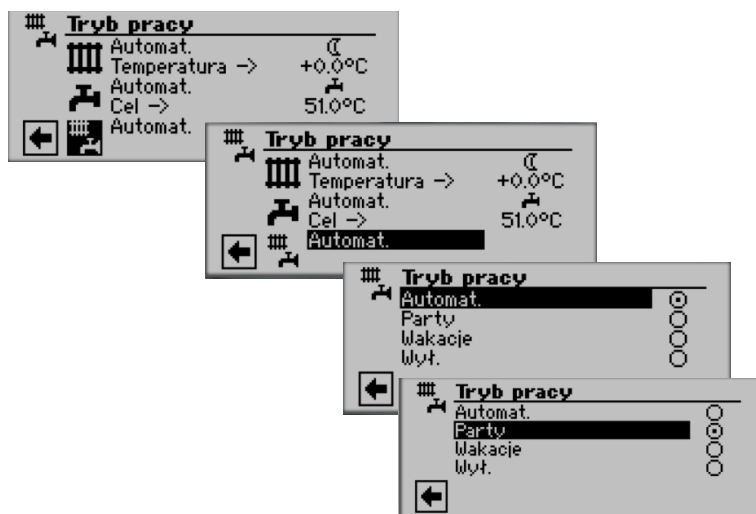 Tryb pracy
Automat.
Temperatura -> +0.0°C
Automat.
Cel -> 51.0°C
Automat.
Tryb pracy
Automat.
Temperatura -> +0.0°C
Automat.
Cel -> 51.0°C
Automat.
Tryb pracy
Automat.
Party
Wakacje
Wył.
Tryb pracy
Automat.
Party
Wakacje
Wył.